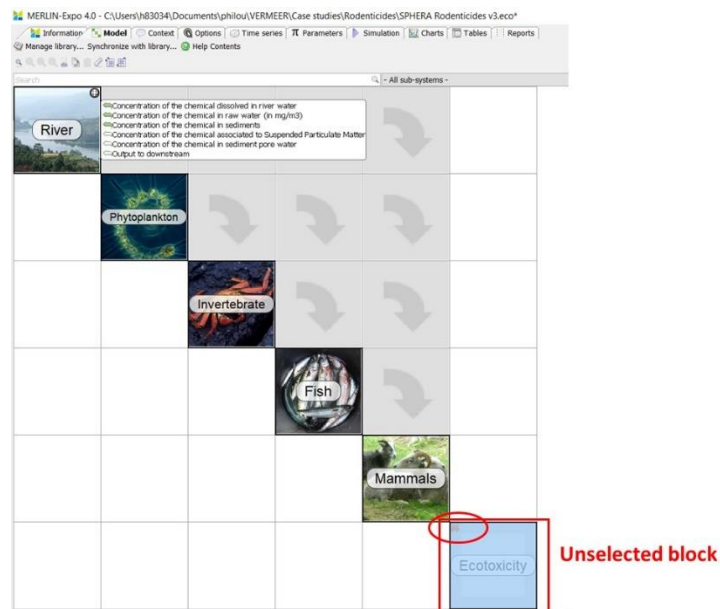 MERLIN-Expo 4.0 - C:\Users\h83034\Documents\philou\VERMEER\Case studies\Rodenticides\SPHERA Rodenticides v3.eco*
Information Model Context Options Time series Parameters Simulation Charts Tables Reports
Manage library... Synchronize with library... Help Contents
Search - All sub-systems -
River
Concentration of the chemical dissolved in river water
Concentration of the chemical in raw water (in mg/m3)
Concentration of the chemical in sediments
Concentration of the chemical associated to Suspended Particulate Matter
Concentration of the chemical in sediment pore water
Output to downstream
Phytoplankton
Invertebrate
Fish
Mammals
Ecotoxicity
Unselected block